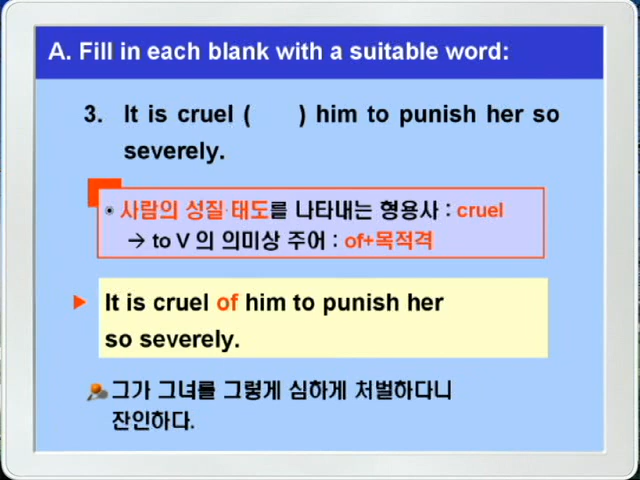 A. Fill in each blank with a suitable word:
3. It is cruel ( ) him to punish her so
severely.
사람의 성질·태도를 나타내는 형용사 : cruel
→ to V 의 의미상 주어 : of+목적격
It is cruel of him to punish her
so severely.
그가 그녀를 그렇게 심하게 처벌하다니
잔인하다.